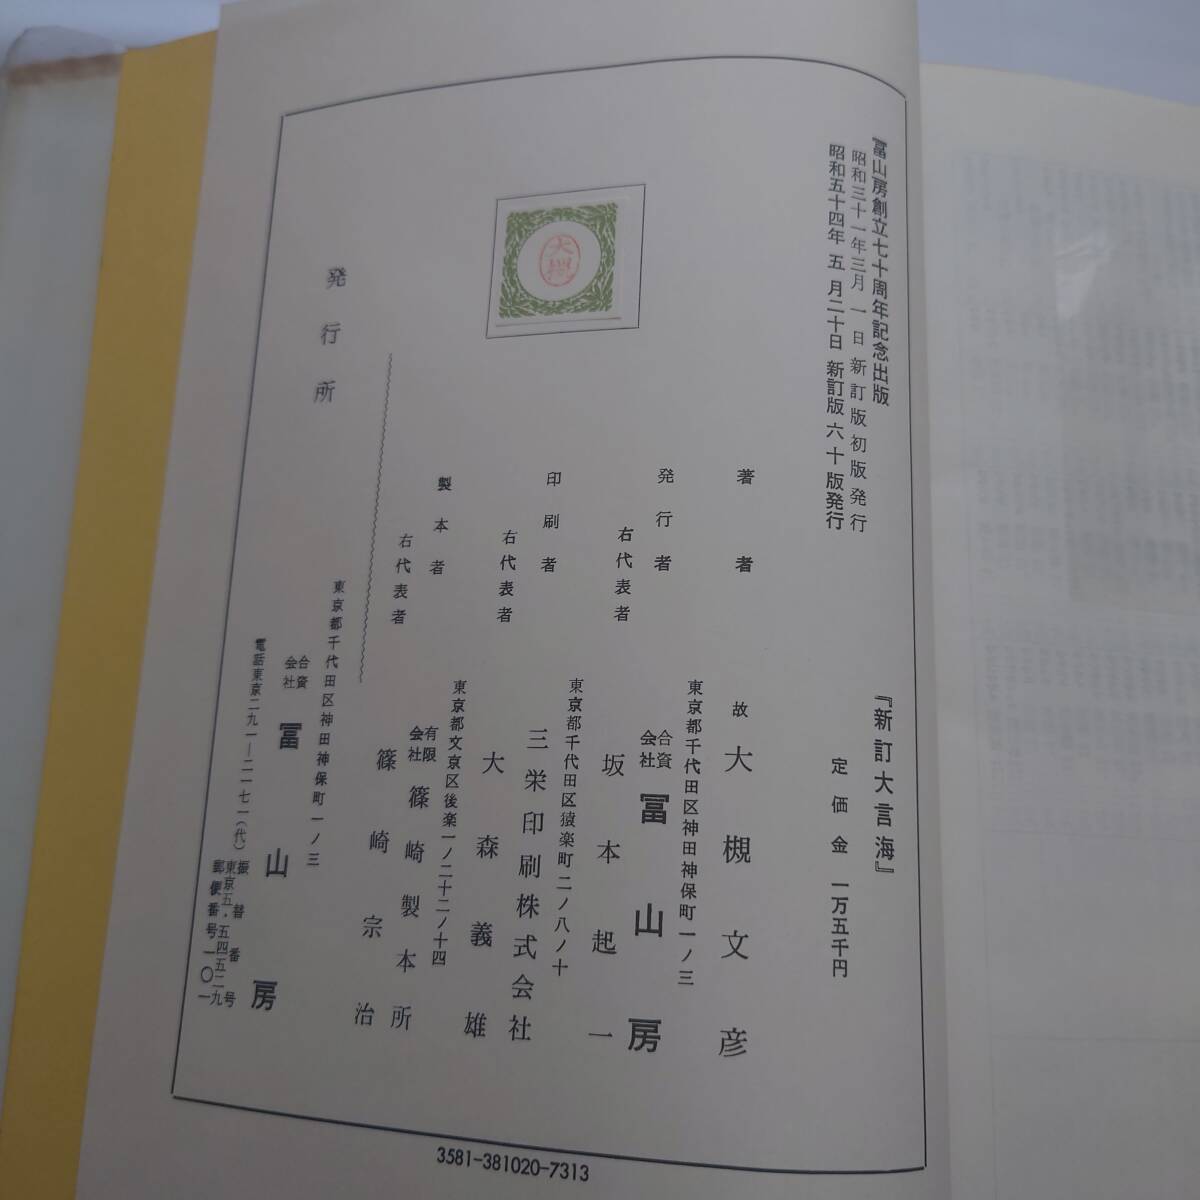 冨山房創立七十周年記念出版
昭和三十一年三月一日新訂版初版発行
昭和五十四年五月二十日新訂版六十版発行
『新訂大言海』
定価金一万五千円
著者
故大槻文彦
東京都千代田区神田神保町一ノ三
発行者
合資会社冨山房
右代表者
坂本起一
東京都千代田区猿楽町二ノ八ノ十
印刷者
三栄印刷株式会社
右代表者
大森義雄
東京都文京区後楽一ノ二十二ノ十四
製本者
有限会社篠崎製本所
右代表者
篠崎宗治
発行所
東京都千代田区神田神保町一ノ三
合資会社冨山房
電話東京二九一―二一七一(代)
振替番号
東京五・五四五二九
郵便番号一〇一
大槻
3581-381020-7313